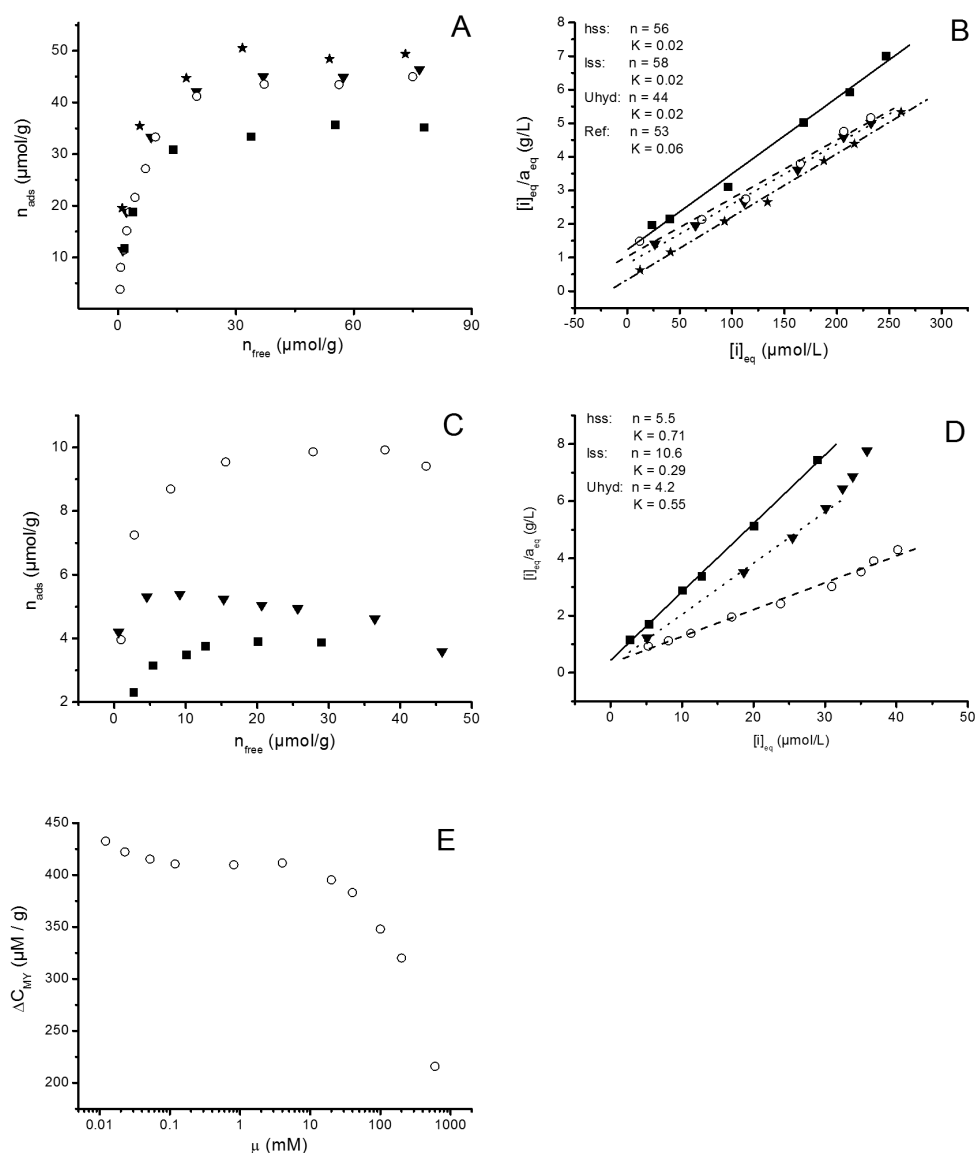 A
50
40
30
20
10
n_ads (µmol/g)
0 30 60 90
n_free (µmol/g)
B
hss: n = 56
K = 0.02
lss: n = 58
K = 0.02
Uhyd: n = 44
K = 0.02
Ref: n = 53
K = 0.06
8
7
6
5
4
3
2
1
0
[i]_eq/a_eq (g/L)
-50 0 50 100 150 200 250 300
[i]_eq (µmol/L)
C
10
8
6
4
2
n_ads (µmol/g)
0 10 20 30 40 50
n_free (µmol/g)
D
hss: n = 5.5
K = 0.71
lss: n = 10.6
K = 0.29
Uhyd: n = 4.2
K = 0.55
8
6
4
2
0
[i]_eq/a_eq (g/L)
0 10 20 30 40 50
[i]_eq (µmol/L)
E
450
400
350
300
250
200
ΔC_MY (µM / g)
0.01 0.1 1 10 100 1000
µ (mM)